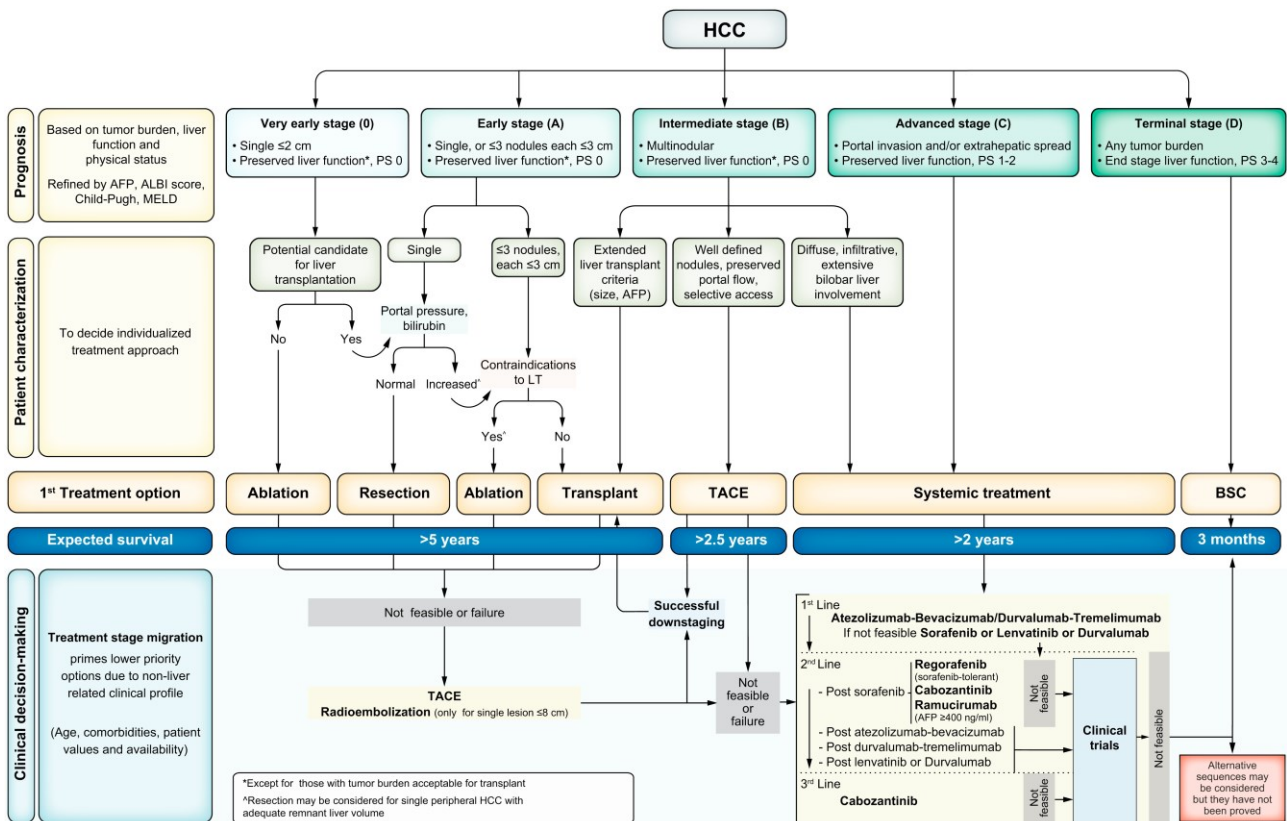 HCC
Prognosis
Based on tumor burden, liver
function and
physical status
Refined by AFP, ALBI score,
Child-Pugh, MELD
Very early stage (0)
• Single ≤2 cm
• Preserved liver function*, PS 0
Early stage (A)
• Single, or ≤3 nodules each ≤3 cm
• Preserved liver function*, PS 0
Intermediate stage (B)
• Multinodular
• Preserved liver function*, PS 0
Advanced stage (C)
• Portal invasion and/or extrahepatic spread
• Preserved liver function, PS 1-2
Terminal stage (D)
• Any tumor burden
• End stage liver function, PS 3-4
Patient characterization
To decide individualized
treatment approach
Potential candidate
for liver
transplantation
Single
≤3 nodules,
each ≤3 cm
Extended
liver transplant
criteria
(size, AFP)
Well defined
nodules, preserved
portal flow,
selective access
Diffuse, infiltrative,
extensive
bilobar liver
involvement
No
Yes
Portal pressure,
bilirubin
Normal
Increased^
Contraindications
to LT
Yes^
No
1st Treatment option
Ablation
Resection
Ablation
Transplant
TACE
Systemic treatment
BSC
Expected survival
>5 years
>2.5 years
>2 years
3 months
Clinical decision-making
Treatment stage migration
primes lower priority
options due to non-liver
related clinical profile
(Age, comorbidities, patient
values and availability)
Not feasible or failure
Successful
downstaging
TACE
Radioembolization (only for single lesion ≤8 cm)
Not
feasible
or
failure
1st Line
Atezolizumab-Bevacizumab/Durvalumab-Tremelimumab
If not feasible Sorafenib or Lenvatinib or Durvalumab
2nd Line
- Post sorafenib
Regorafenib
(sorafenib-tolerant)
Cabozantinib
Ramucirumab
(AFP ≥400 ng/ml)
Not
feasible
- Post atezolizumab-bevacizumab
- Post durvalumab-tremelimumab
- Post lenvatinib or Durvalumab
3rd Line
Cabozantinib
Not
feasible
Clinical
trials
Not feasible
Alternative
sequences may
be considered
but they have not
been proved
*Except for those with tumor burden acceptable for transplant
^Resection may be considered for single peripheral HCC with
adequate remnant liver volume